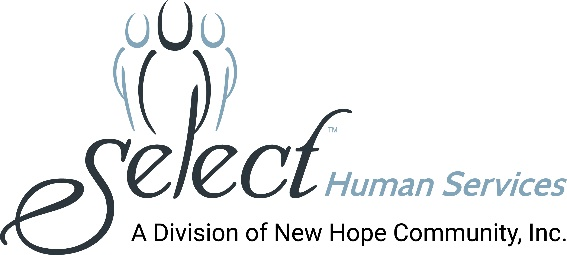 Select™ Human Services
A Division of New Hope Community, Inc.